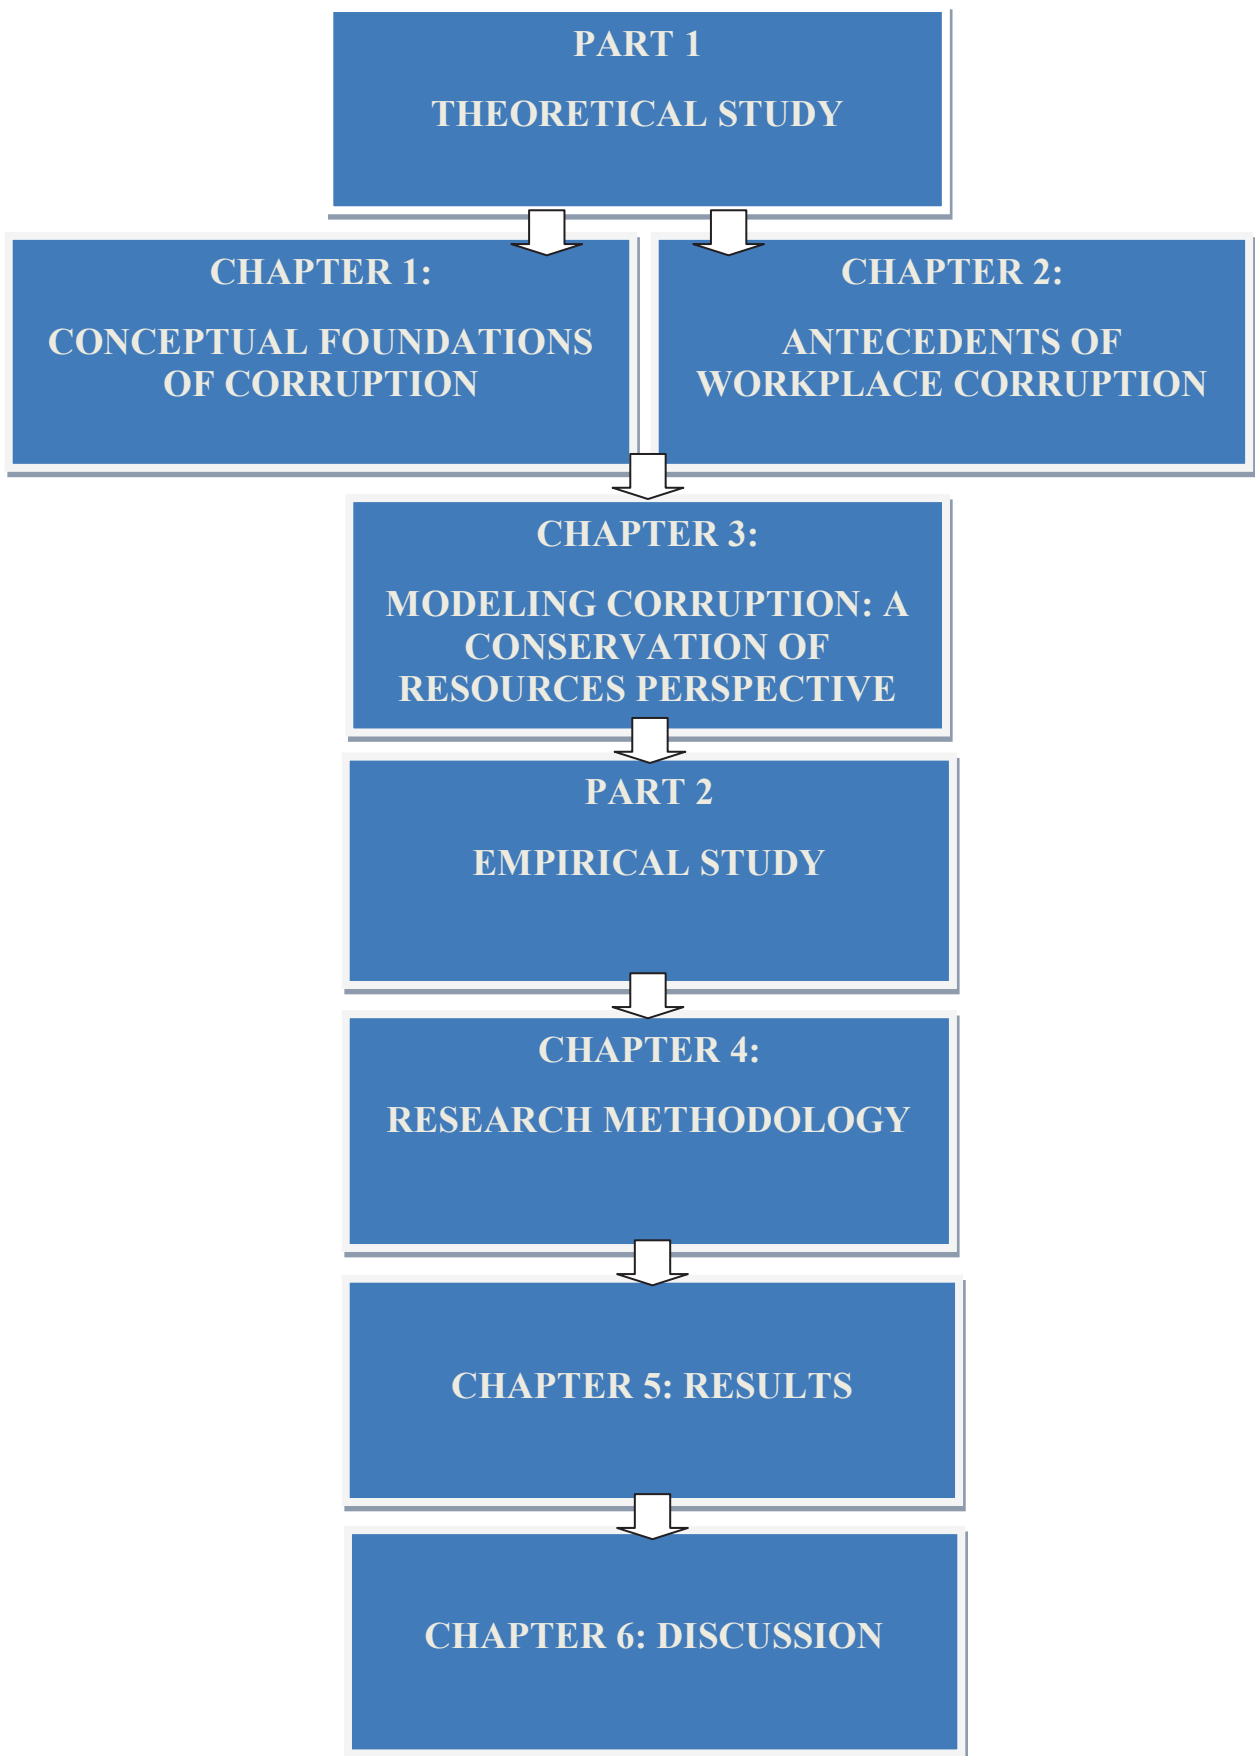 PART 1
THEORETICAL STUDY
CHAPTER 1:
CONCEPTUAL FOUNDATIONS
OF CORRUPTION
CHAPTER 2:
ANTECEDENTS OF
WORKPLACE CORRUPTION
CHAPTER 3:
MODELING CORRUPTION: A
CONSERVATION OF
RESOURCES PERSPECTIVE
PART 2
EMPIRICAL STUDY
CHAPTER 4:
RESEARCH METHODOLOGY
CHAPTER 5: RESULTS
CHAPTER 6: DISCUSSION